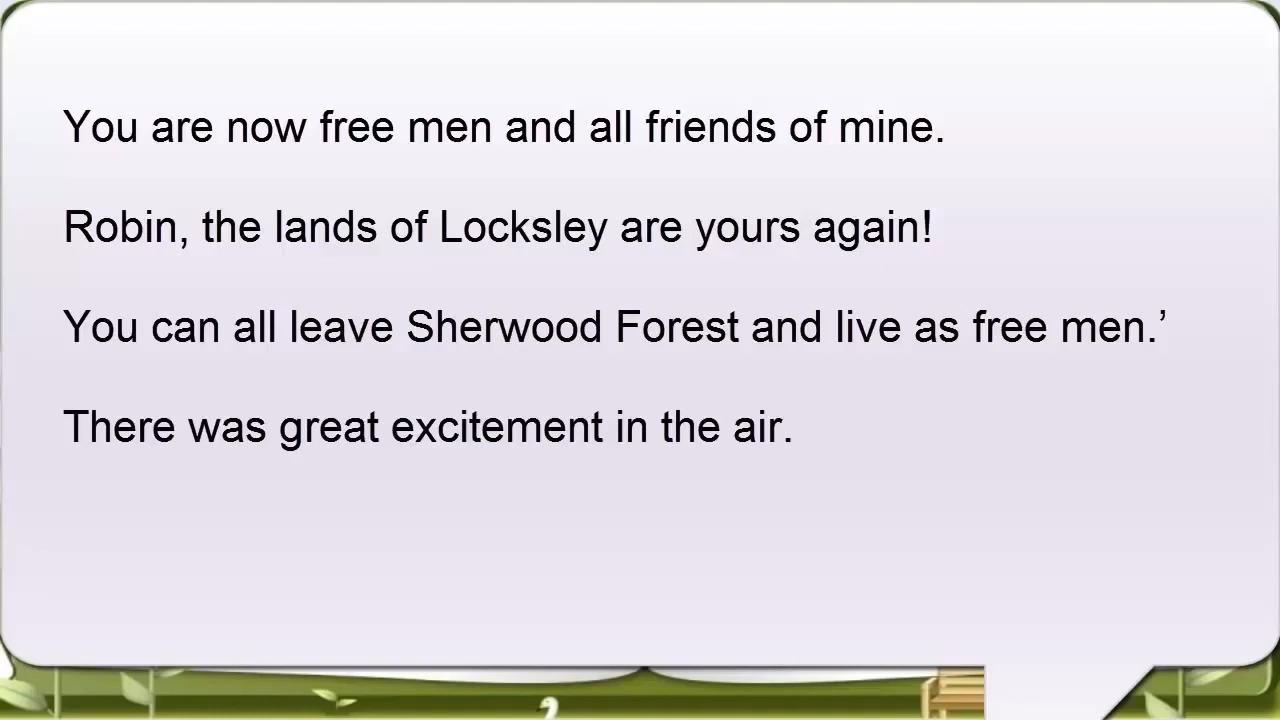 You are now free men and all friends of mine.
Robin, the lands of Locksley are yours again!
You can all leave Sherwood Forest and live as free men.’
There was great excitement in the air.